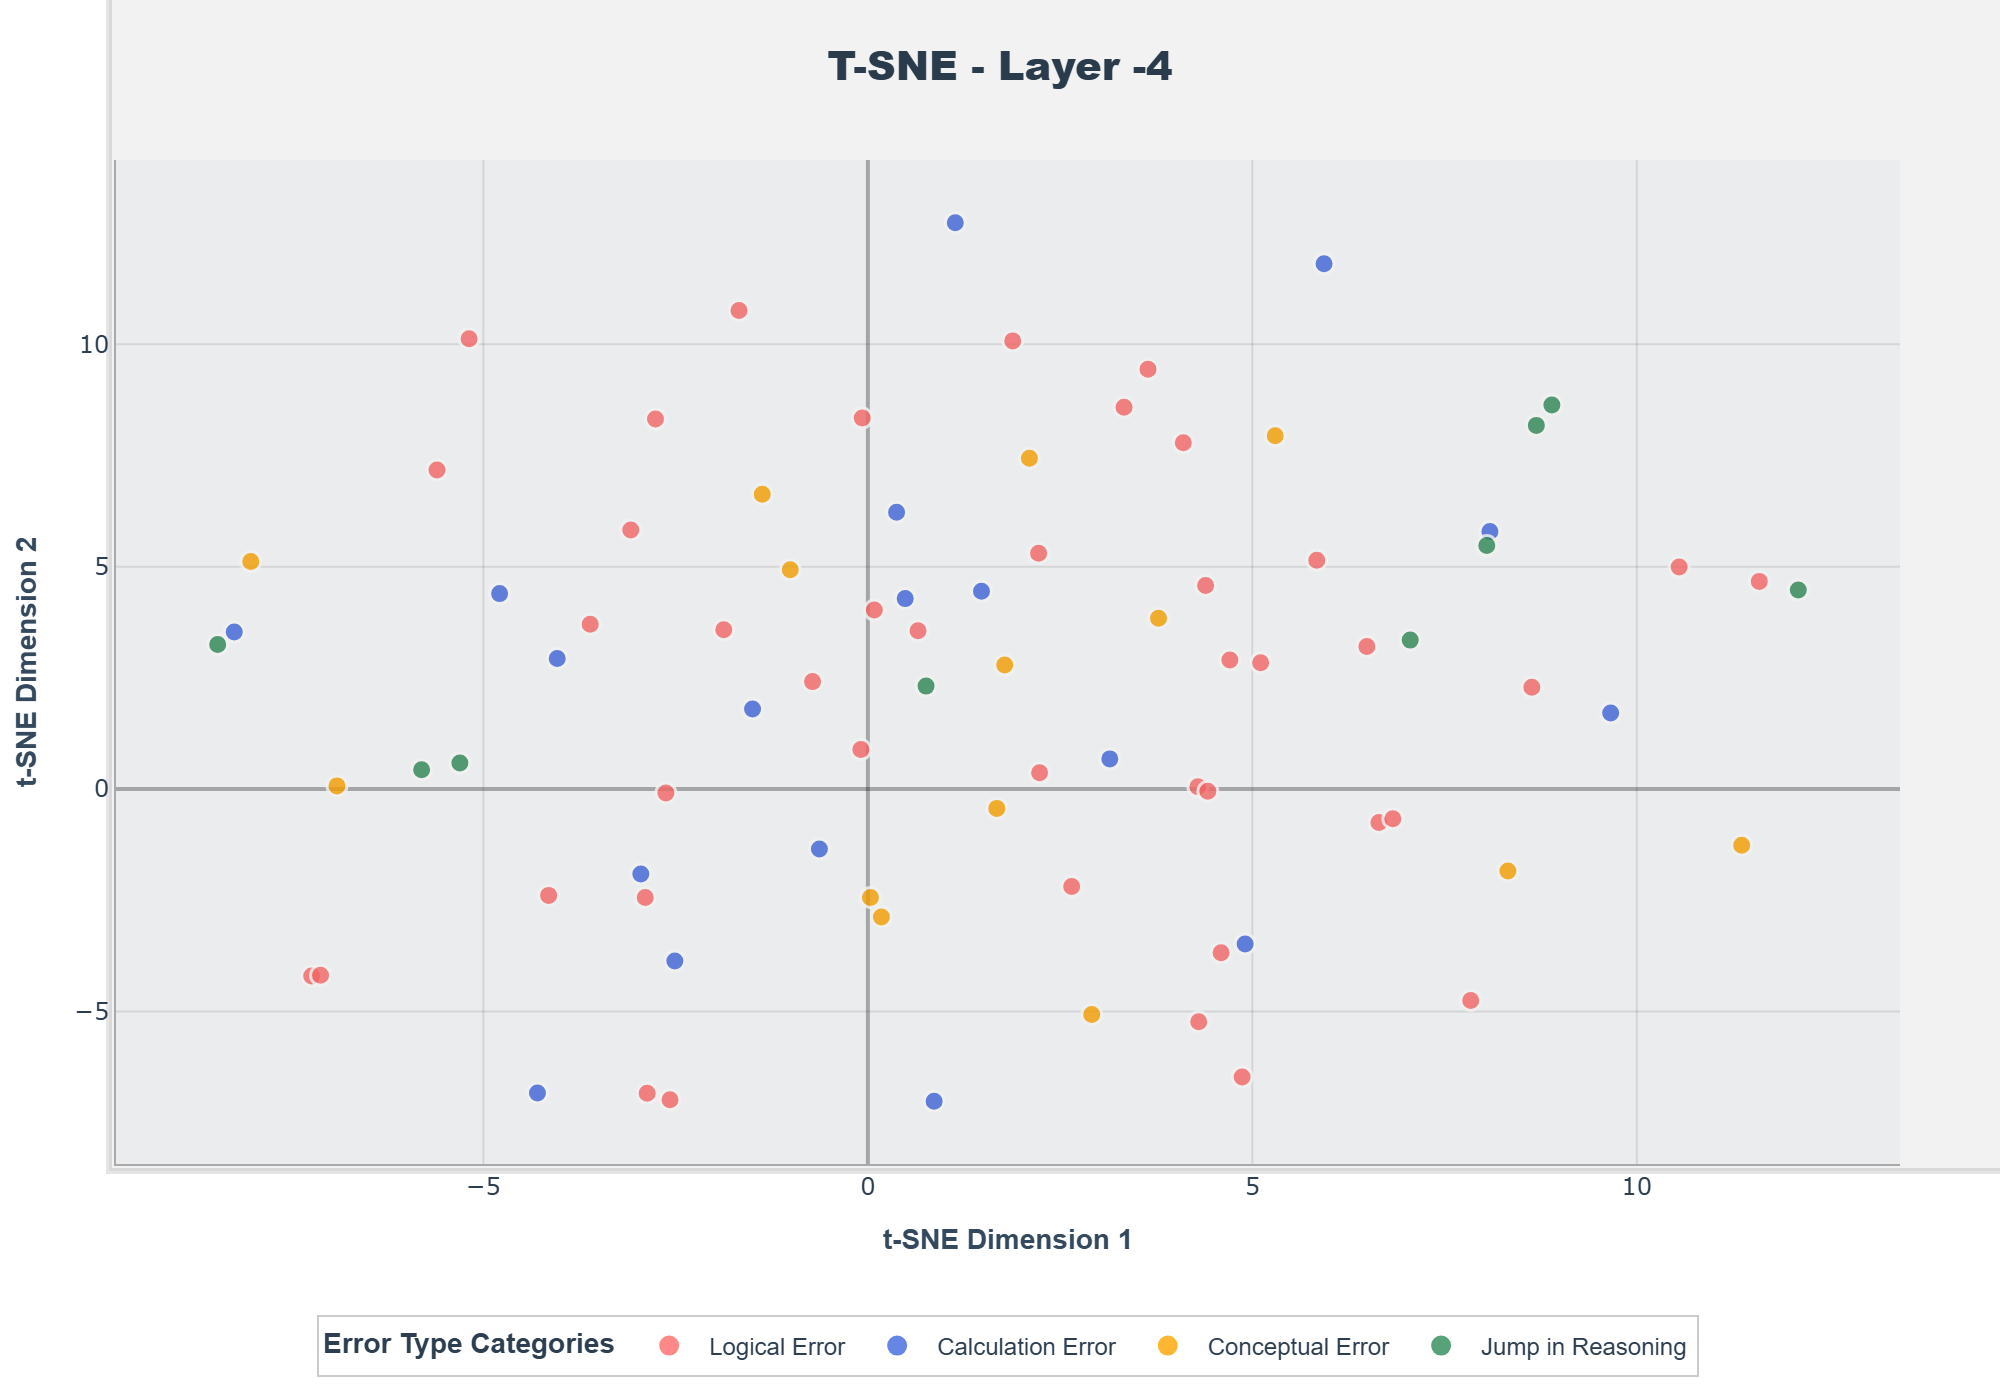 T-SNE - Layer -4
t-SNE Dimension 2
10
5
0
−5
−5
0
5
10
t-SNE Dimension 1
Error Type Categories
Logical Error
Calculation Error
Conceptual Error
Jump in Reasoning